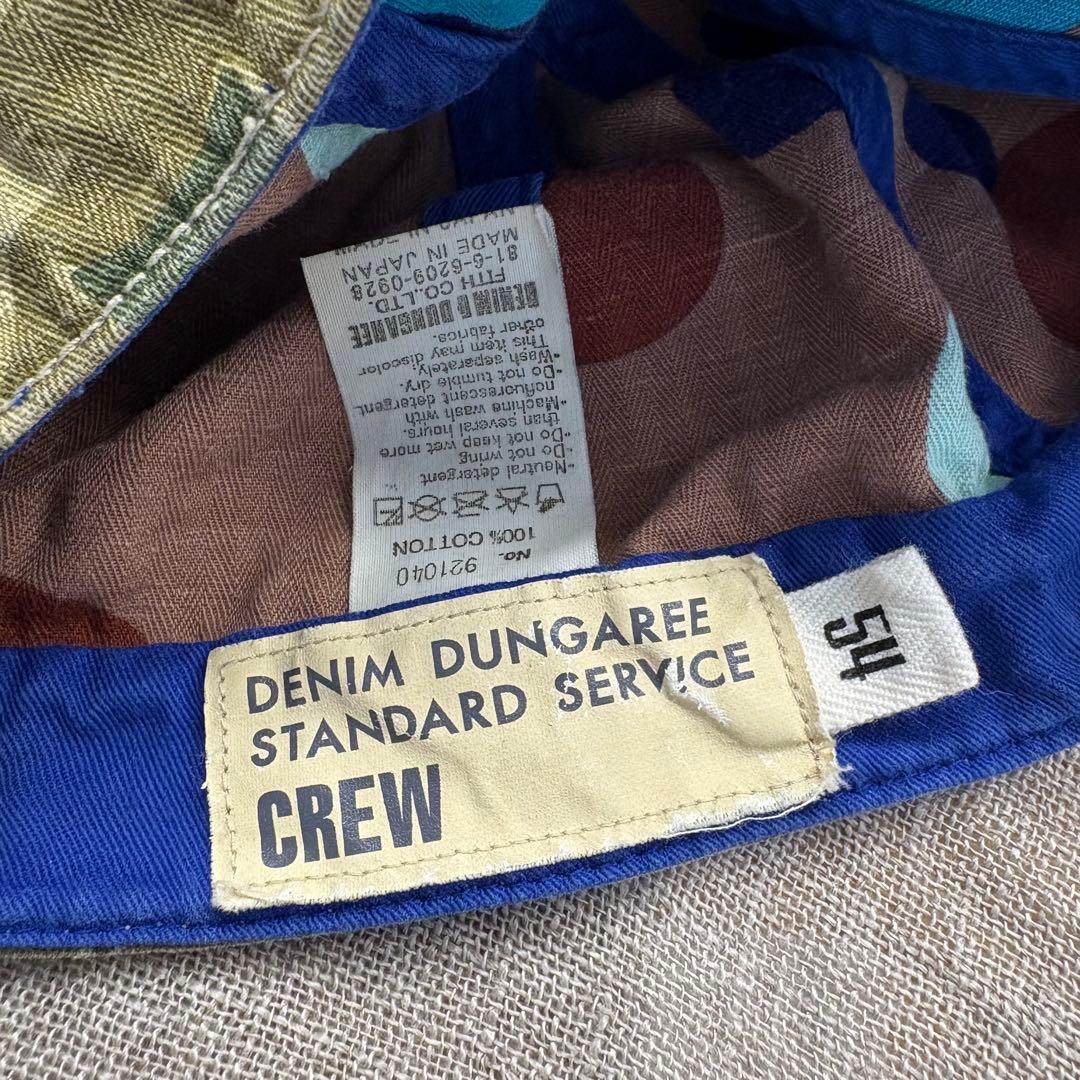 DENIM DUNGAREE
STANDARD SERVICE
CREW
54
No. 921040
100% COTTON
•Neutral detergent
•Do not wring
•Do not keep wet more
than several hours.
•Machine wash with
nofluorescent detergent.
•Do not tumble dry.
•Wash separately.
This item may discolor
other fabrics.
DENIM & DUNGAREE
FITH CO.,LTD.
81-6-6209-0928
MADE IN JAPAN